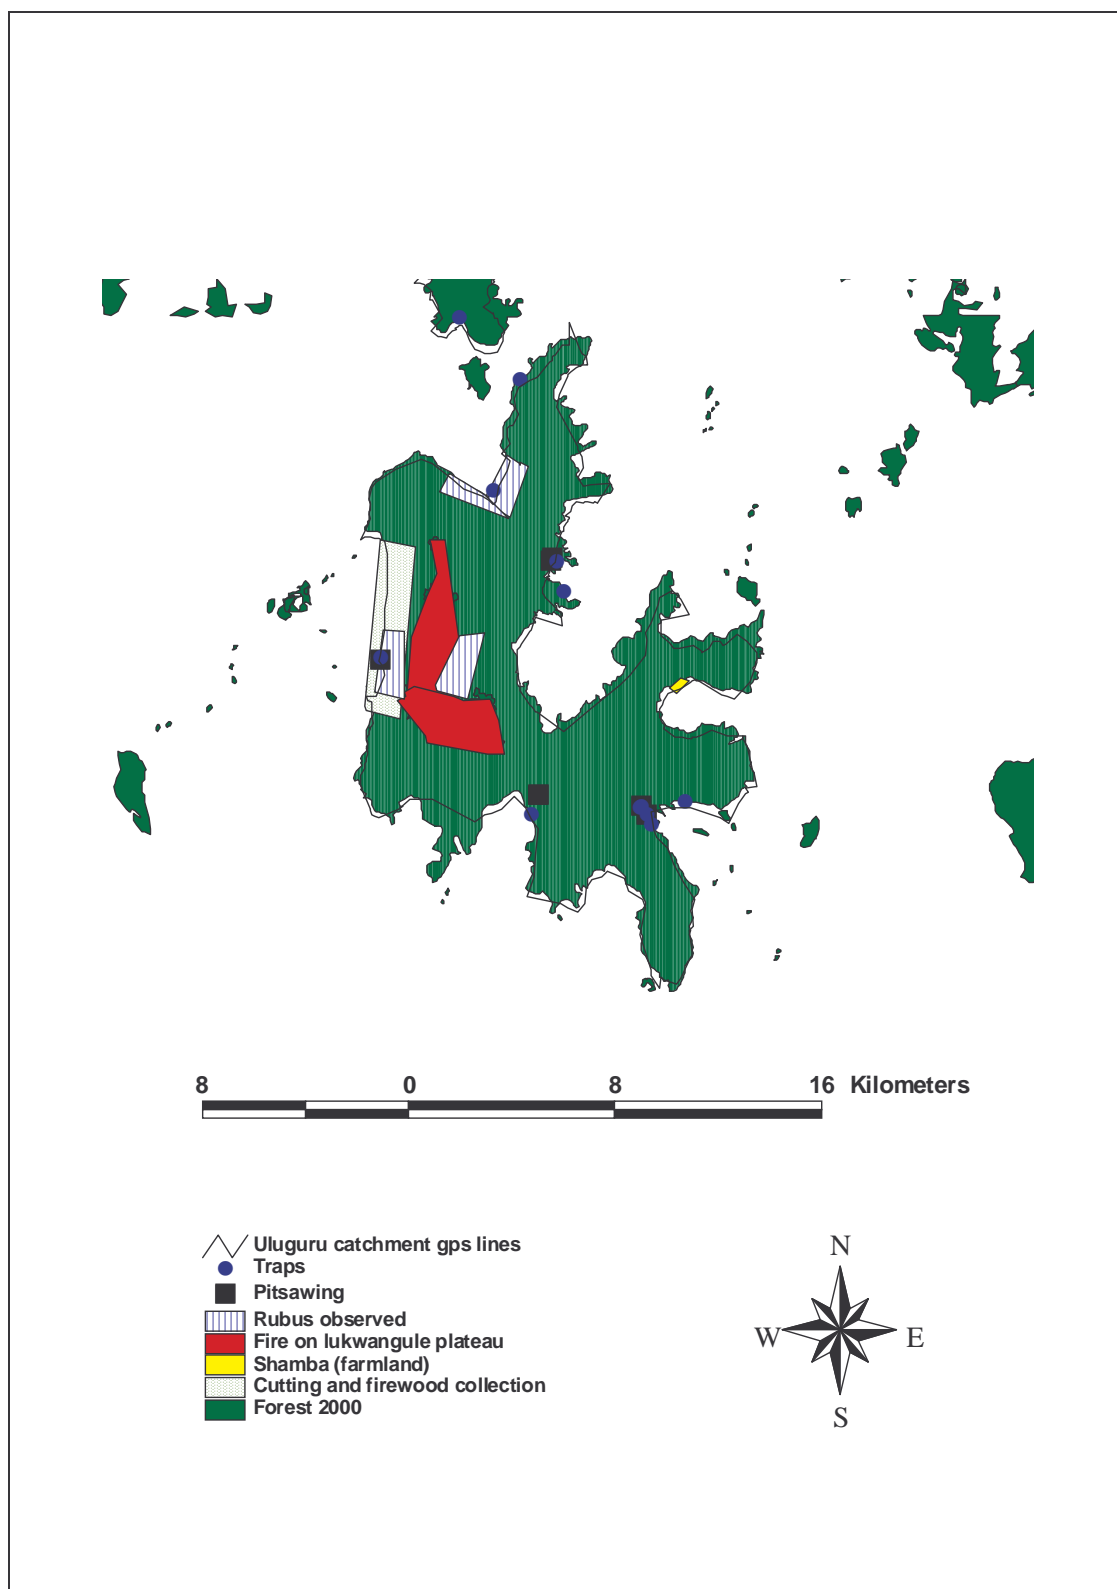 8 0 8 16 Kilometers
Uluguru catchment gps lines
Traps
Pitsawing
Rubus observed
Fire on lukwangule plateau
Shamba (farmland)
Cutting and firewood collection
Forest 2000
N
W E
S